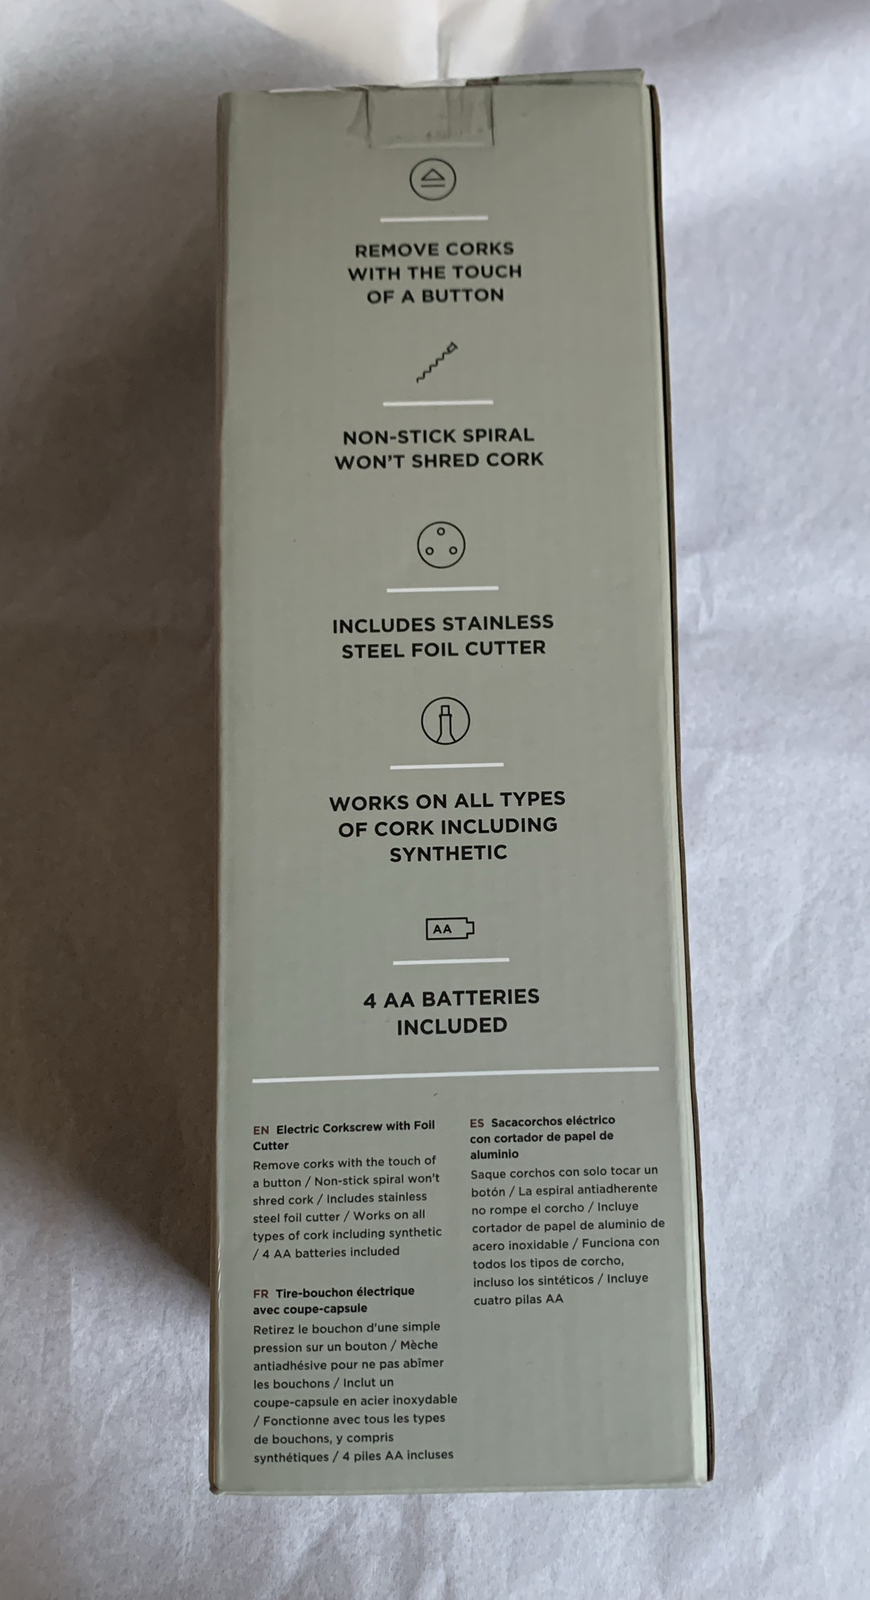 REMOVE CORKS
WITH THE TOUCH
OF A BUTTON
NON-STICK SPIRAL
WON'T SHRED CORK
INCLUDES STAINLESS
STEEL FOIL CUTTER
WORKS ON ALL TYPES
OF CORK INCLUDING
SYNTHETIC
AA
4 AA BATTERIES
INCLUDED
EN Electric Corkscrew with Foil
Cutter
Remove corks with the touch of
a button / Non-stick spiral won't
shred cork / Includes stainless
steel foil cutter / Works on all
types of cork including synthetic
/ 4 AA batteries included
FR Tire-bouchon électrique
avec coupe-capsule
Retirez le bouchon d'une simple
pression sur un bouton / Mèche
antiadhésive pour ne pas abîmer
les bouchons / Inclut un
coupe-capsule en acier inoxydable
/ Fonctionne avec tous les types
de bouchons, y compris
synthétiques / 4 piles AA incluses
ES Sacacorchos eléctrico
con cortador de papel de
aluminio
Saque corchos con solo tocar un
botón / La espiral antiadherente
no rompe el corcho / Incluye
cortador de papel de aluminio de
acero inoxidable / Funciona con
todos los tipos de corcho,
incluso los sintéticos / Incluye
cuatro pilas AA